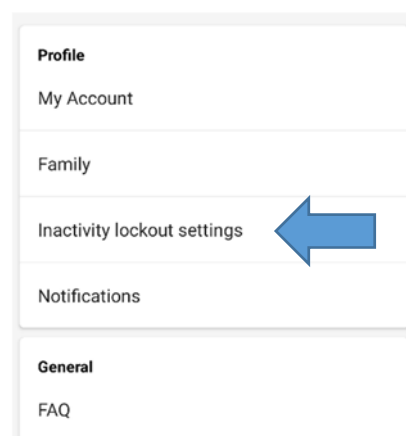 Profile
My Account
Family
Inactivity lockout settings
Notifications
General
FAQ